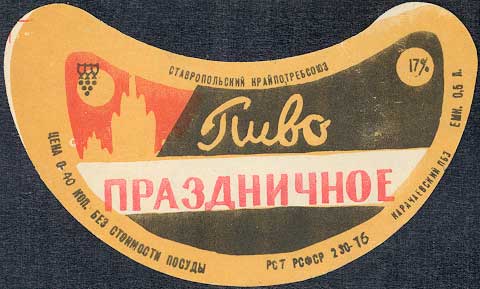 СТАВРОПОЛЬСКИЙ КРАЙПОТРЕБСОЮЗ
17%
Пиво
ПРАЗДНИЧНОЕ
ЦЕНА 0-40 КОП. БЕЗ СТОИМОСТИ ПОСУДЫ
РСТ РСФСР 230-76
КАРАЧАЕВСКИЙ ПБЗ
ЕМК. 0,5 Л.